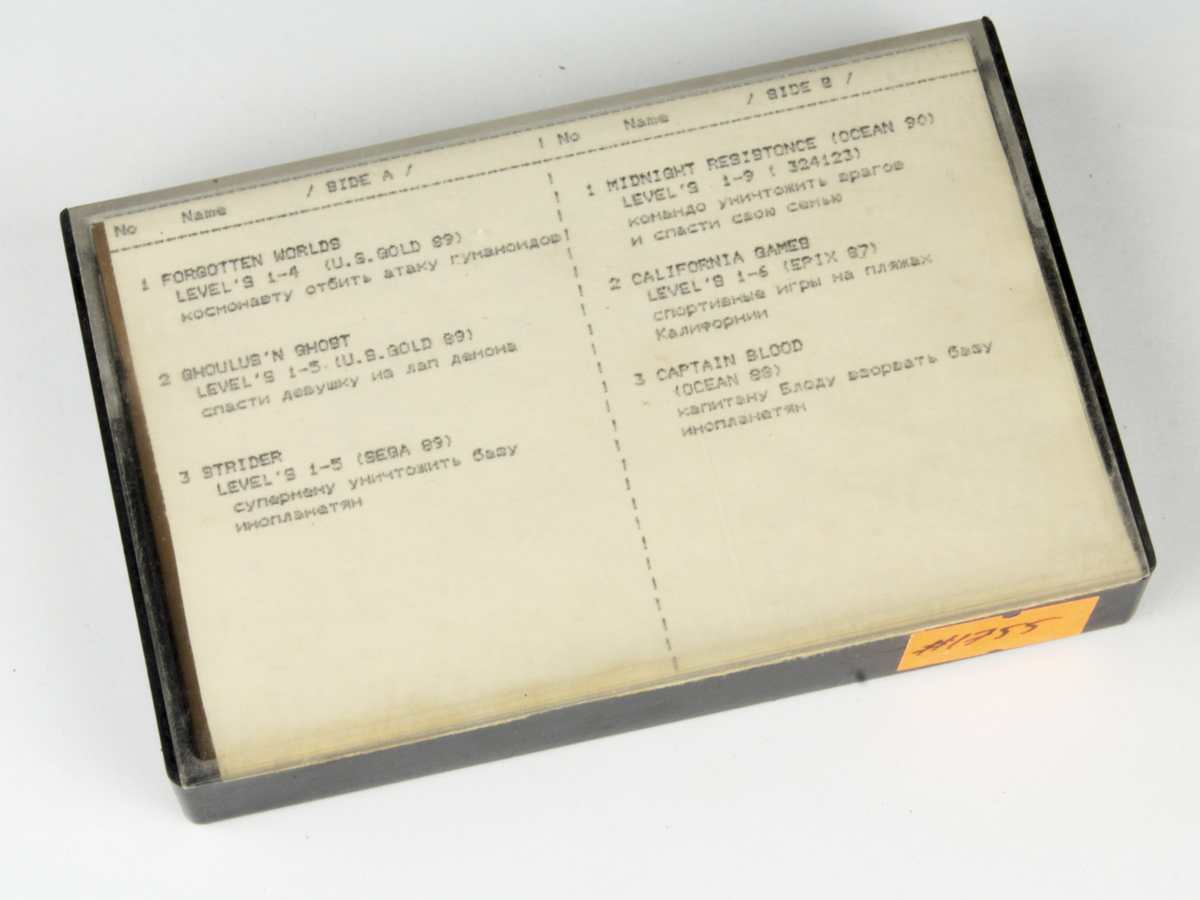 / SIDE A /
No Name
1 FORGOTTEN WORLDS
LEVEL'S 1-4 (U.S.GOLD 89)
космонавту отбить атаку гуманоидов
2 GHOULUS'N GHOST
LEVEL'S 1-5 (U.S.GOLD 89)
спасти девушку из лап демона
3 STRIDER
LEVEL'S 1-5 (SEGA 89)
супермену уничтожить базу
инопланетян
/ SIDE B /
No Name
1 MIDNIGHT RESISTONCE (OCEAN 90)
LEVEL'S 1-9 ( 324123)
командо уничтожить врагов
и спасти свою семью
2 CALIFORNIA GAMES
LEVEL'S 1-6 (EPIX 87)
спортивные игры на пляжах
Калифорнии
3 CAPTAIN BLOOD
(OCEAN 88)
капитану Блоду взорвать базу
инопланетян
#1755